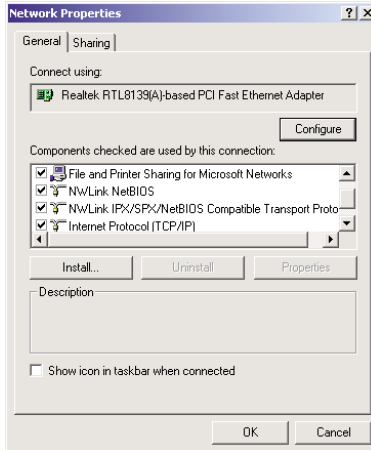 Network Properties
General Sharing
Connect using:
Realtek RTL8139(A)-based PCI Fast Ethernet Adapter
Configure
Components checked are used by this connection:
File and Printer Sharing for Microsoft Networks
NWLink NetBIOS
NWLink IPX/SPX/NetBIOS Compatible Transport Proto
Internet Protocol (TCP/IP)
Install... Uninstall Properties
Description
Show icon in taskbar when connected
OK Cancel